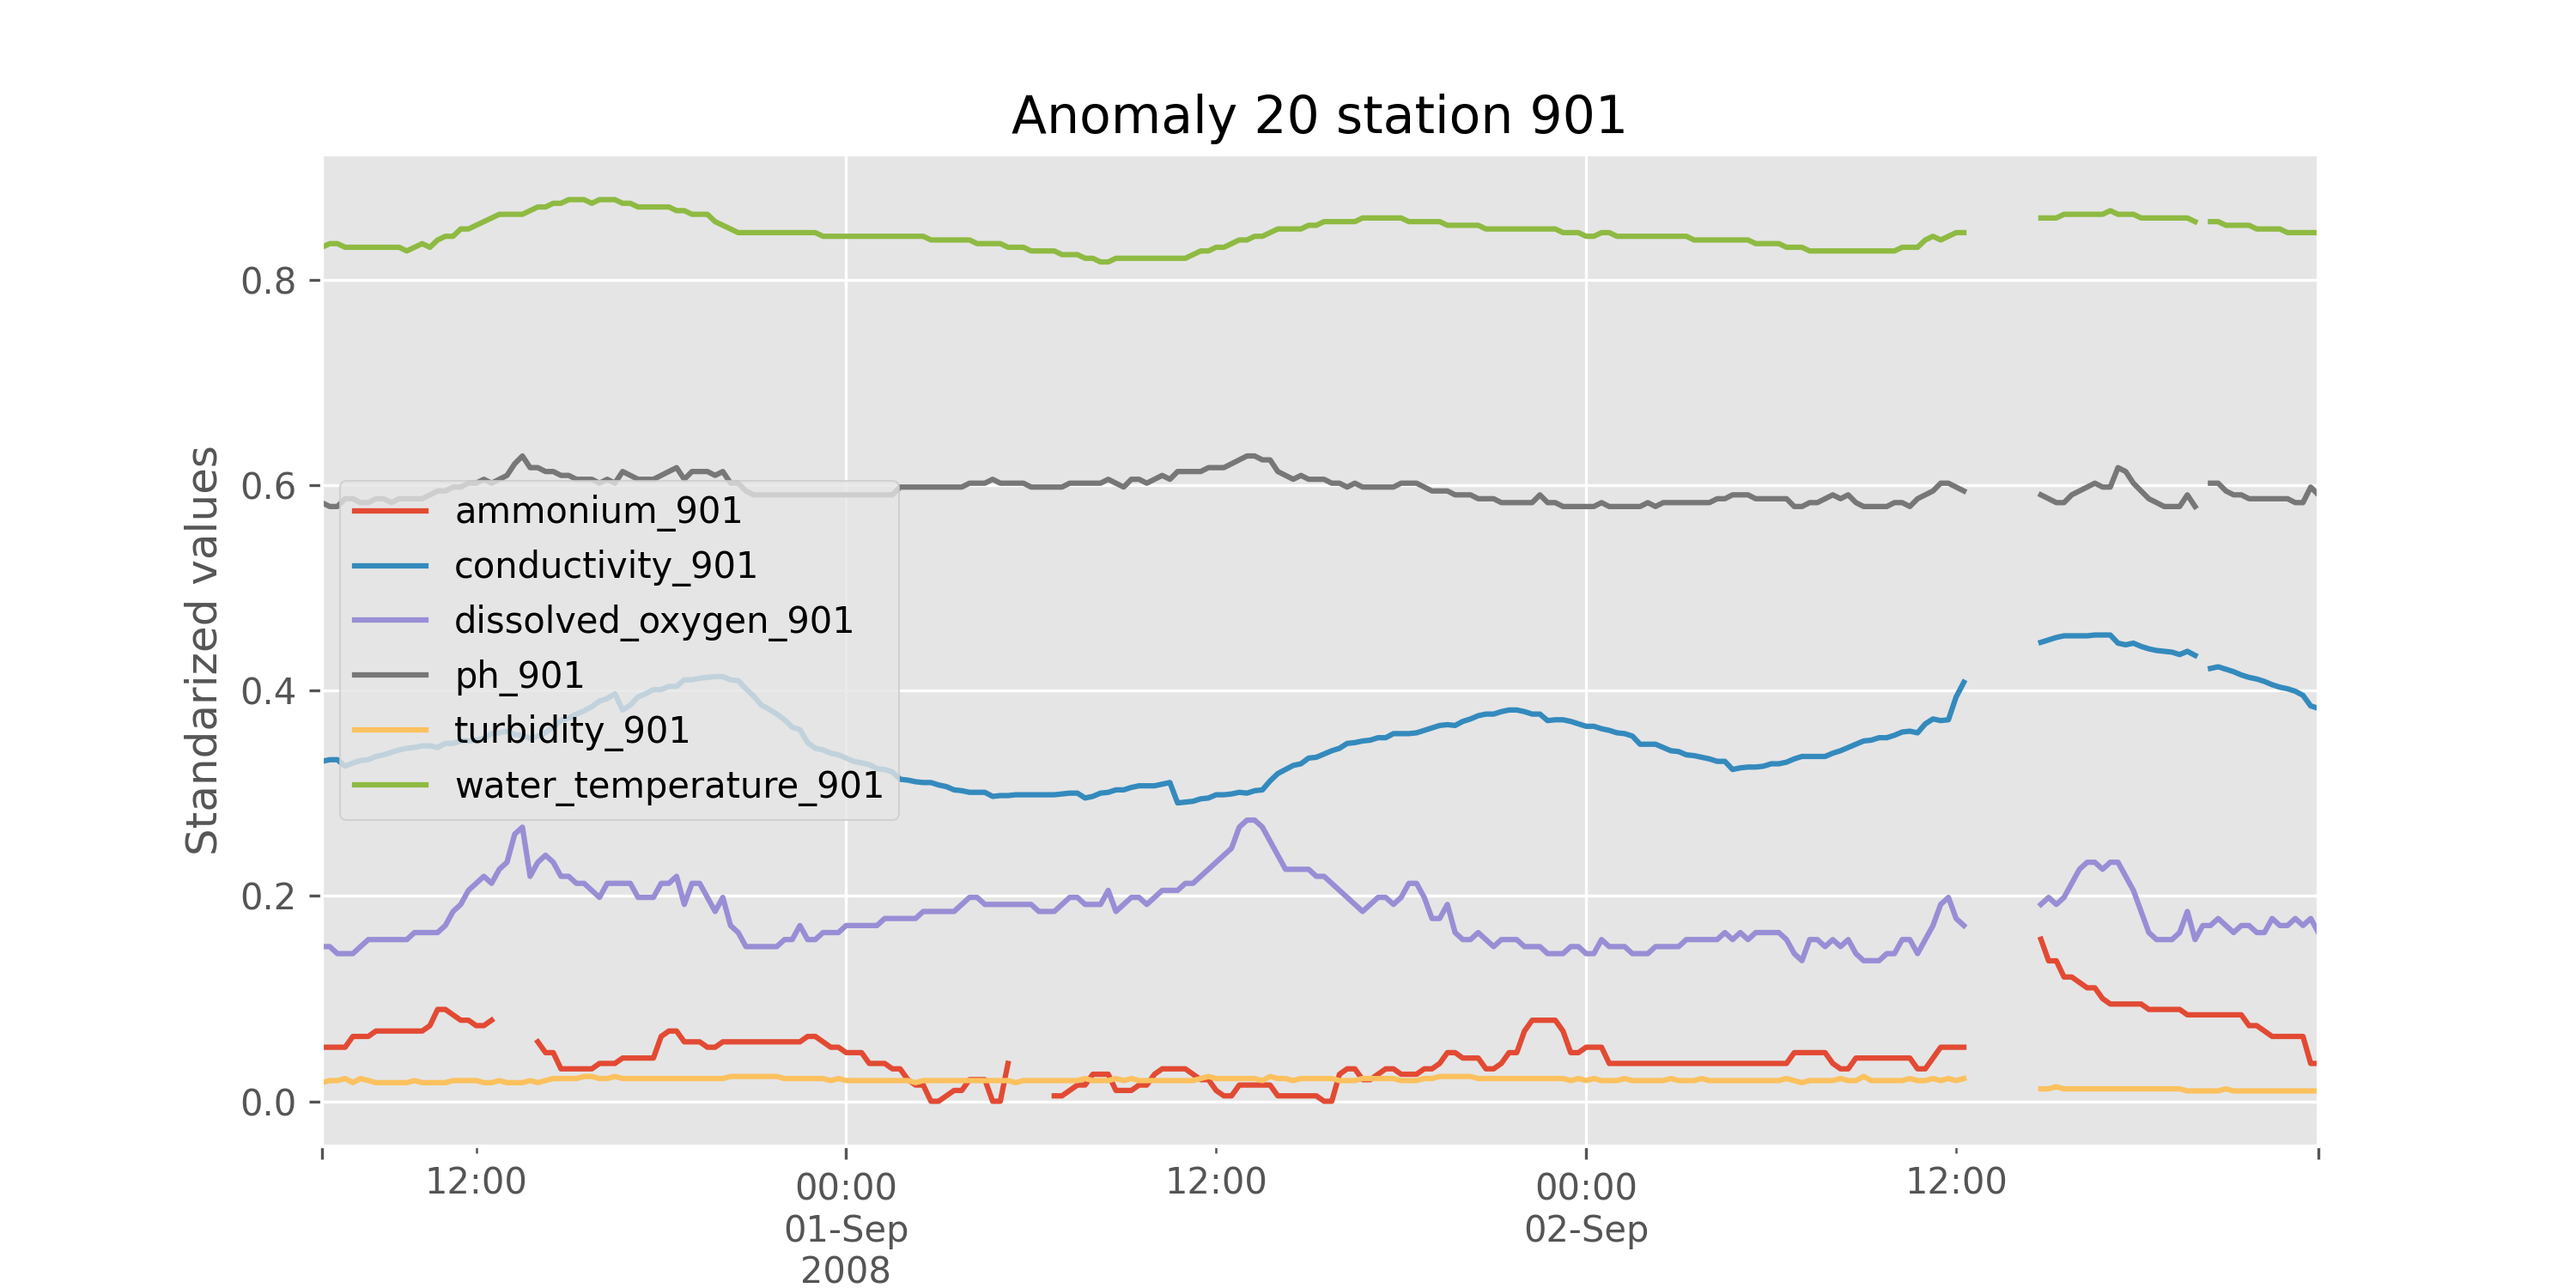 Anomaly 20 station 901
Standarized values
0.8
0.6
0.4
0.2
0.0
ammonium_901
conductivity_901
dissolved_oxygen_901
ph_901
turbidity_901
water_temperature_901
12:00
00:00
01-Sep
2008
12:00
00:00
02-Sep
12:00